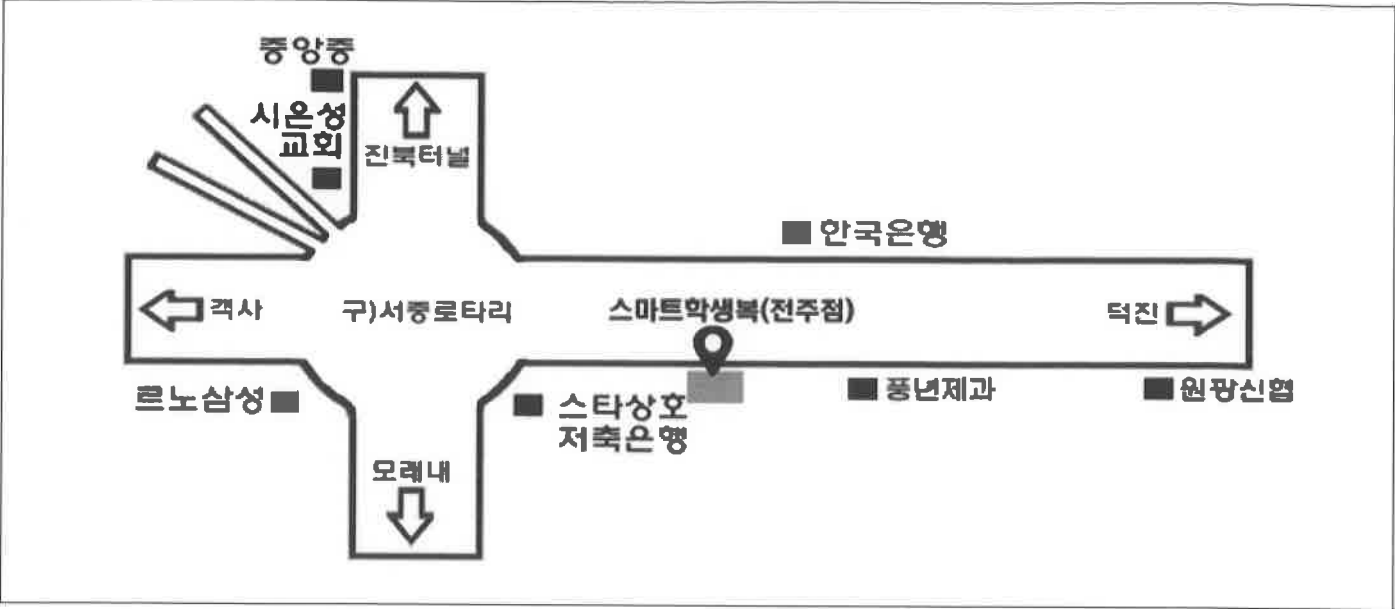 중앙중
시온성
교회
진북터널
한국은행
객사
구)서중로타리
스마트학생복(전주점)
덕진
르노삼성
스타상호
저축은행
풍년제과
원광신협
모래내